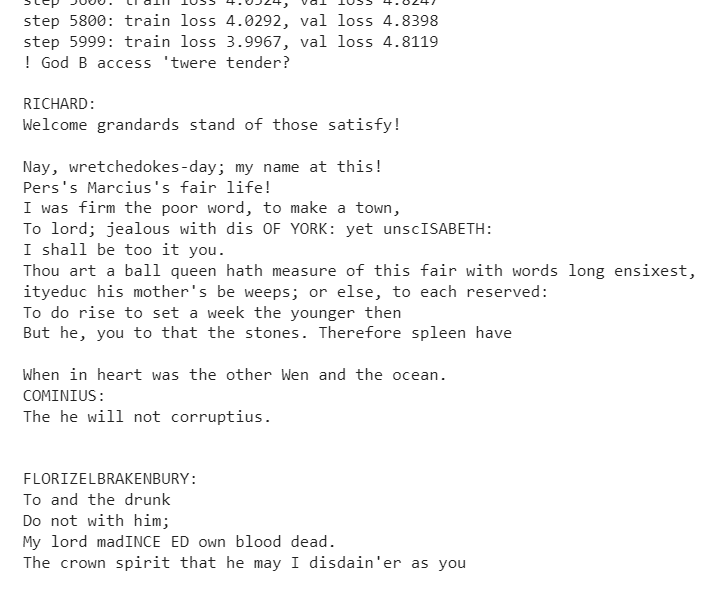 step 5600: train loss 4.0524, val loss 4.8247
step 5800: train loss 4.0292, val loss 4.8398
step 5999: train loss 3.9967, val loss 4.8119
! God B access 'twere tender?

RICHARD:
Welcome grandards stand of those satisfy!

Nay, wretchedokes-day; my name at this!
Pers's Marcius's fair life!
I was firm the poor word, to make a town,
To lord; jealous with dis OF YORK: yet unscISABETH:
I shall be too it you.
Thou art a ball queen hath measure of this fair with words long ensixest,
ityeduc his mother's be weeps; or else, to each reserved:
To do rise to set a week the younger then
But he, you to that the stones. Therefore spleen have

When in heart was the other Wen and the ocean.
COMINIUS:
The he will not corruptius.


FLORIZELBRAKENBURY:
To and the drunk
Do not with him;
My lord madINCE ED own blood dead.
The crown spirit that he may I disdain'er as you